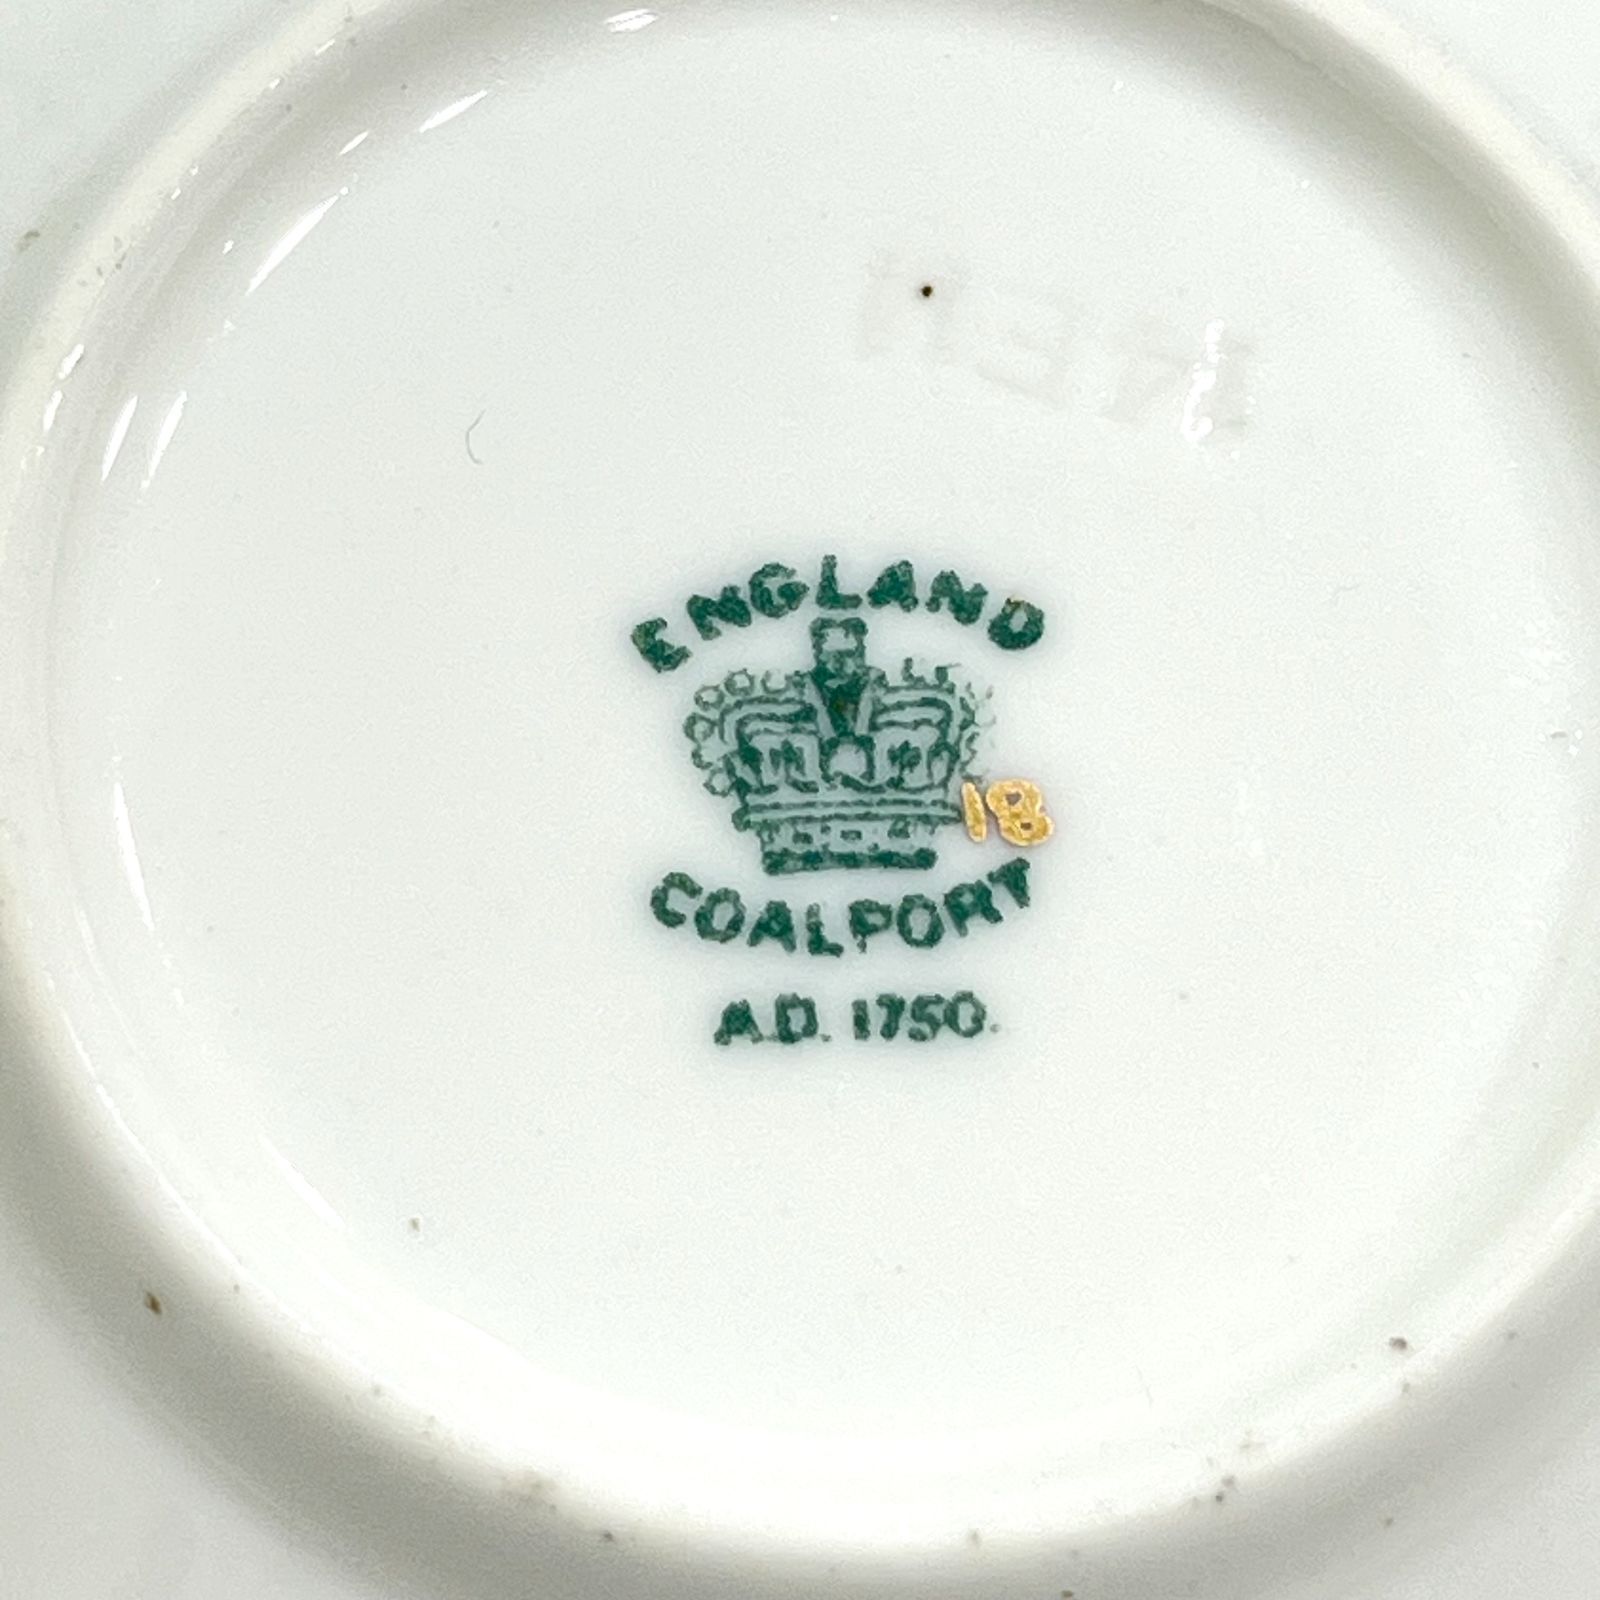 ENGLAND
18
COALPORT
A.D. 1750.